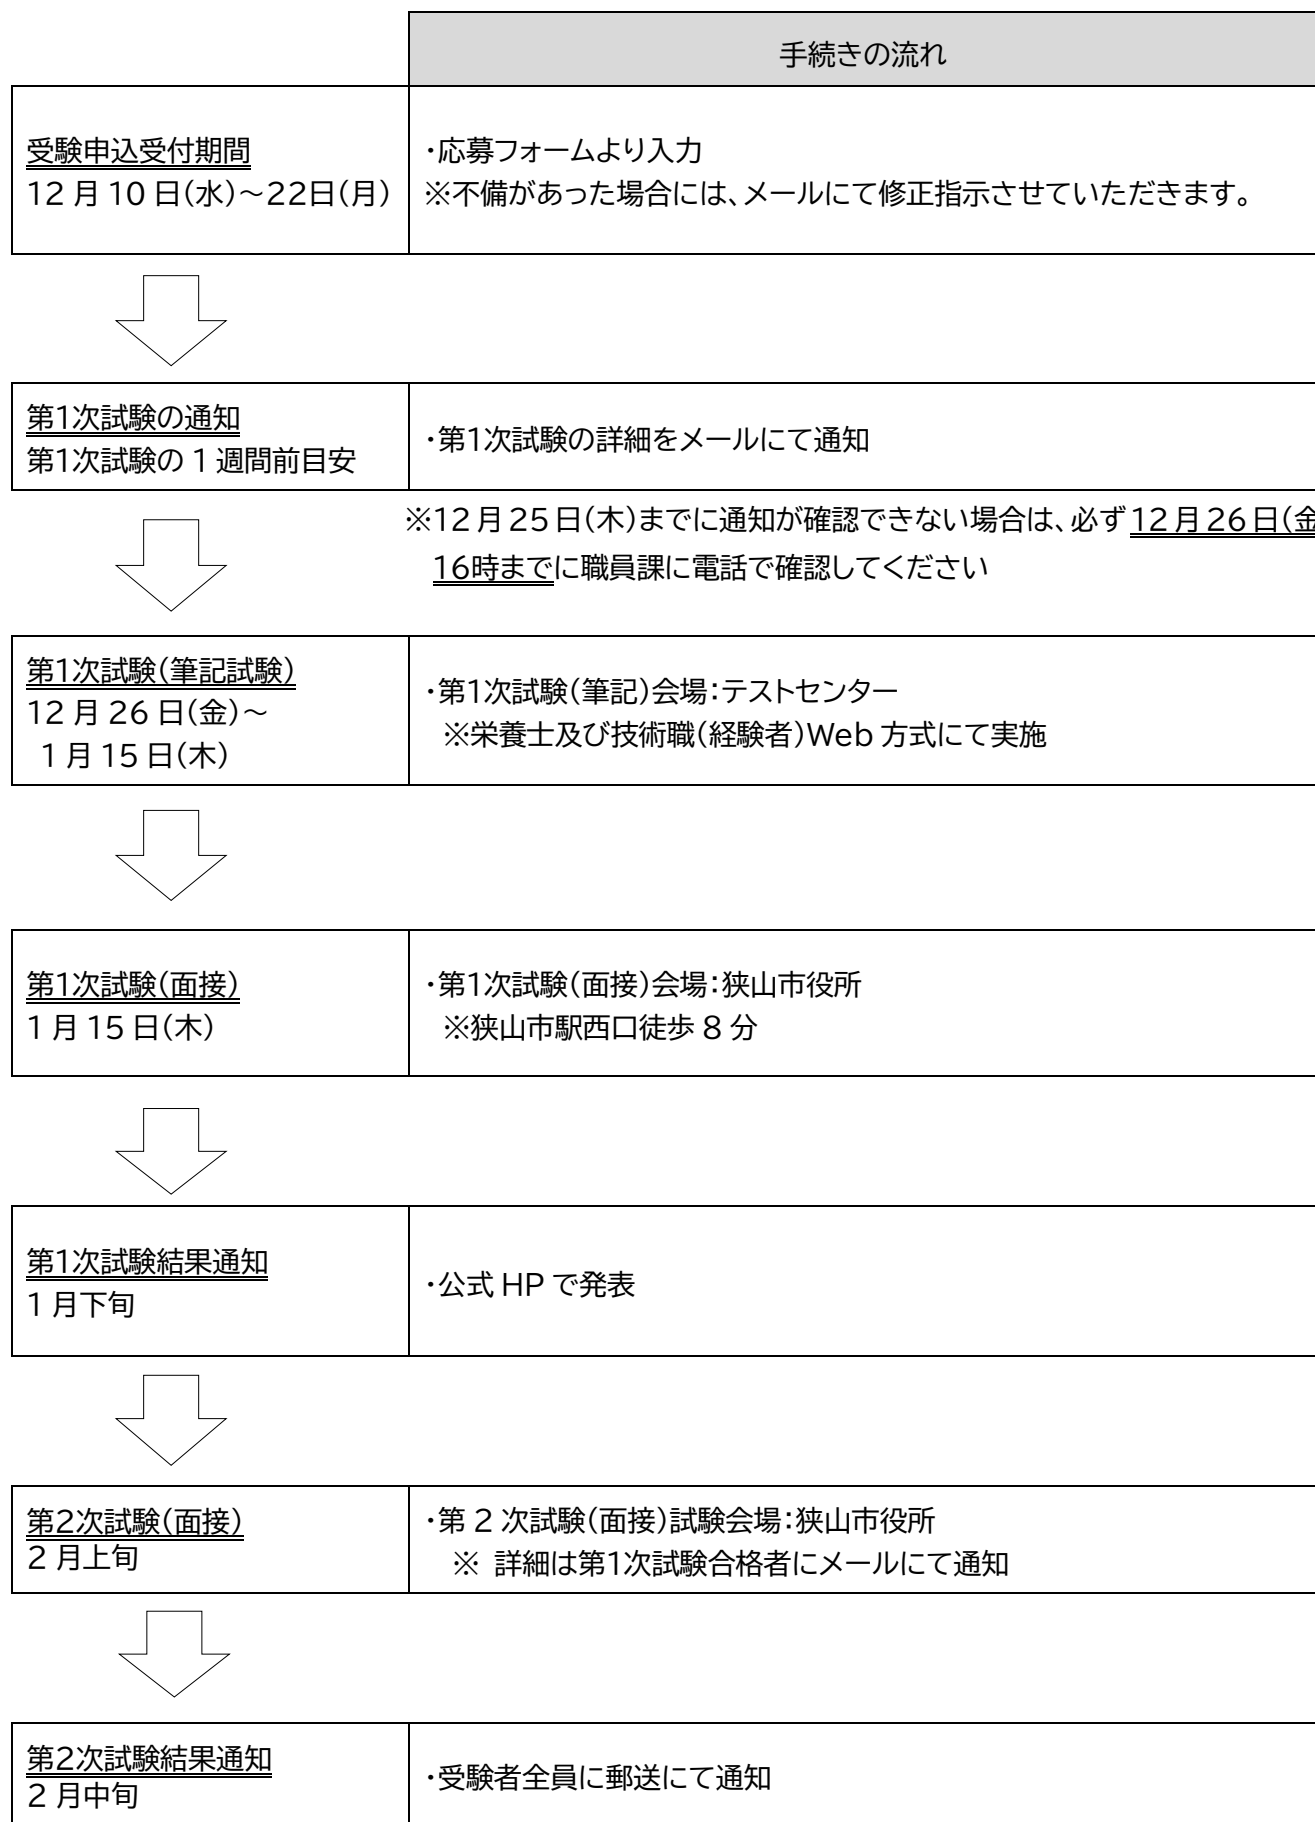 手続きの流れ
受験申込受付期間
12月10日(水)～22日(月)
・応募フォームより入力
※不備があった場合には、メールにて修正指示させていただきます。
第1次試験の通知
第1次試験の1週間前目安
・第1次試験の詳細をメールにて通知
※12月25日(木)までに通知が確認できない場合は、必ず12月26日(金
16時までに職員課に電話で確認してください
第1次試験(筆記試験)
12月26日(金)～
1月15日(木)
・第1次試験(筆記)会場：テストセンター
※栄養士及び技術職(経験者)Web方式にて実施
第1次試験(面接)
1月15日(木)
・第1次試験(面接)会場：狭山市役所
※狭山市駅西口徒歩8分
第1次試験結果通知
1月下旬
・公式HPで発表
第2次試験(面接)
2月上旬
・第2次試験(面接)試験会場：狭山市役所
※ 詳細は第1次試験合格者にメールにて通知
第2次試験結果通知
2月中旬
・受験者全員に郵送にて通知